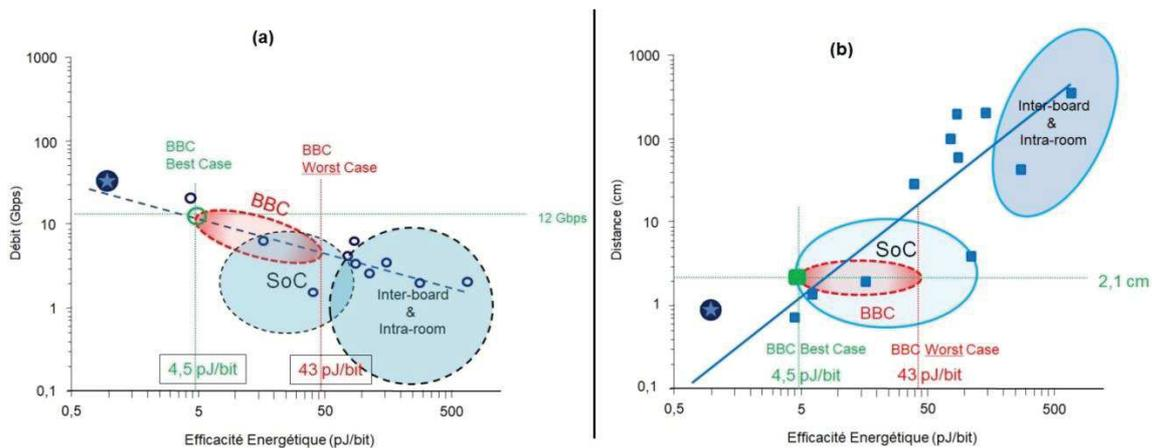 (a)
1000
100
10
1
0,1
Débit (Gbps)
BBC
Best Case
BBC
Worst Case
BBC
12 Gbps
SoC
Inter-board
&
Intra-room
4,5 pJ/bit
43 pJ/bit
0,5
5
50
500
Efficacité Energétique (pJ/bit)
(b)
1000
100
10
1
0,1
Distance (cm)
Inter-board
&
Intra-room
SoC
BBC
2,1 cm
BBC Best Case
4,5 pJ/bit
BBC Worst Case
43 pJ/bit
0,5
5
50
500
Efficacité Energétique (pJ/bit)